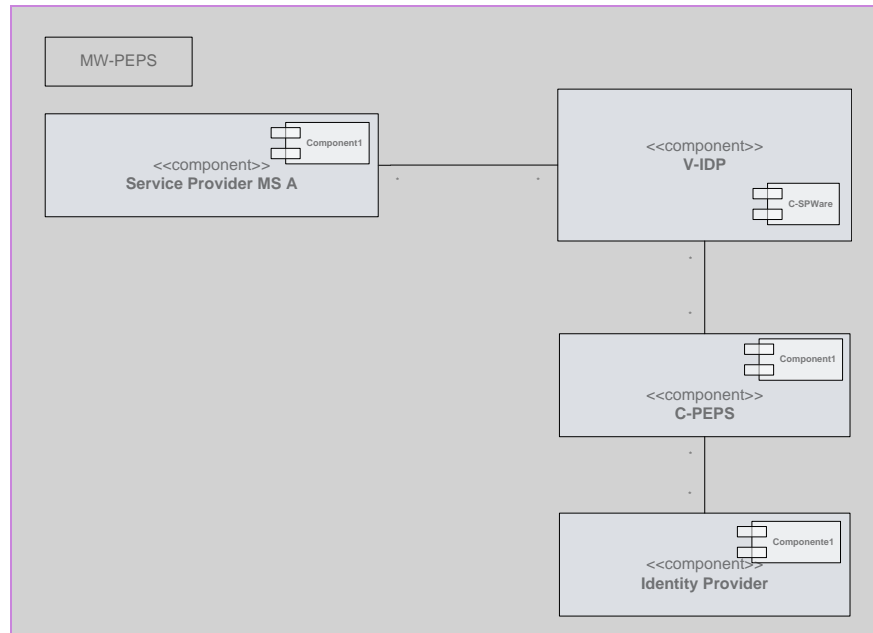 MW-PEPS
Component1
<<component>>
Service Provider MS A
<<component>>
V-IDP
C-SPWare
Component1
<<component>>
C-PEPS
Componente1
<<component>>
Identity Provider